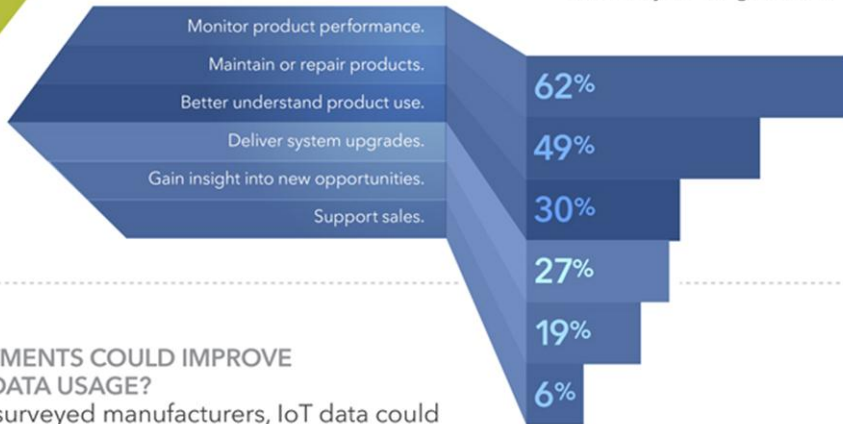 Monitor product performance.
Maintain or repair products.
Better understand product use.
Deliver system upgrades.
Gain insight into new opportunities.
Support sales.
62%
49%
30%
27%
19%
6%
MENTS COULD IMPROVE
DATA USAGE?
surveyed manufacturers, IoT data could